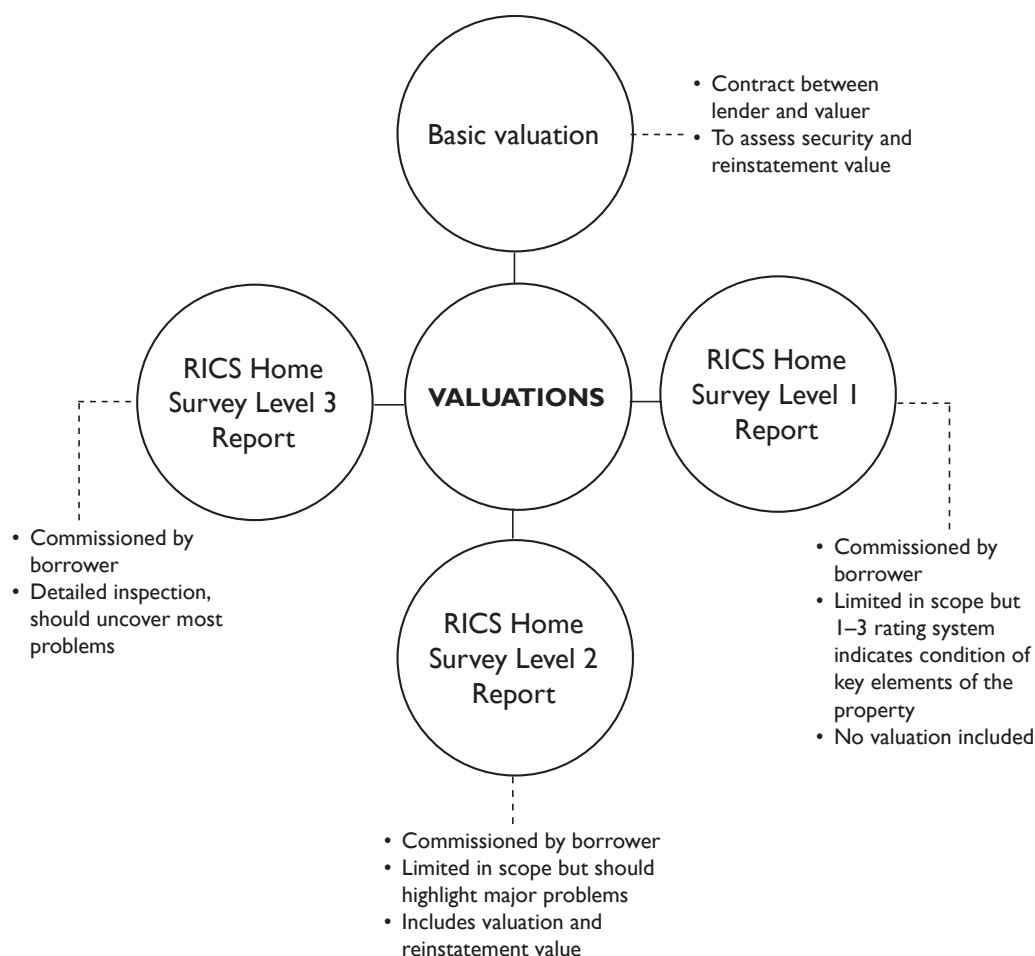 Basic valuation
• Contract between
lender and valuer
• To assess security and
reinstatement value
RICS Home
Survey Level 3
Report
VALUATIONS
RICS Home
Survey Level 1
Report
• Commissioned by
borrower
• Detailed inspection,
should uncover most
problems
RICS Home
Survey Level 2
Report
• Commissioned by
borrower
• Limited in scope but
1–3 rating system
indicates condition of
key elements of the
property
• No valuation included
• Commissioned by borrower
• Limited in scope but should
highlight major problems
• Includes valuation and
reinstatement value